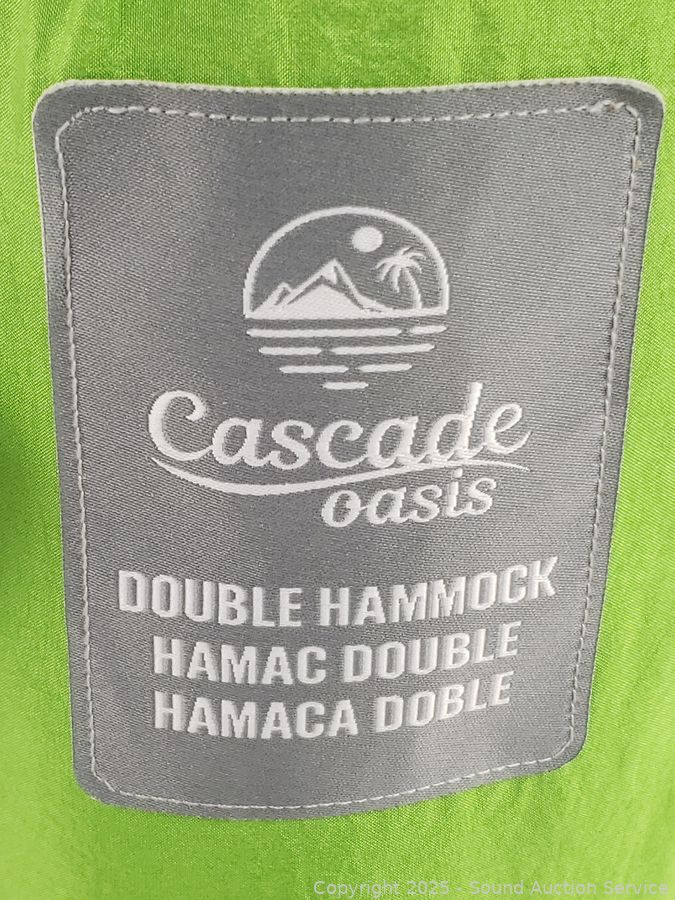 Cascade
oasis
DOUBLE HAMMOCK
HAMAC DOUBLE
HAMACA DOBLE
Copyright 2025 - Sound Auction Service